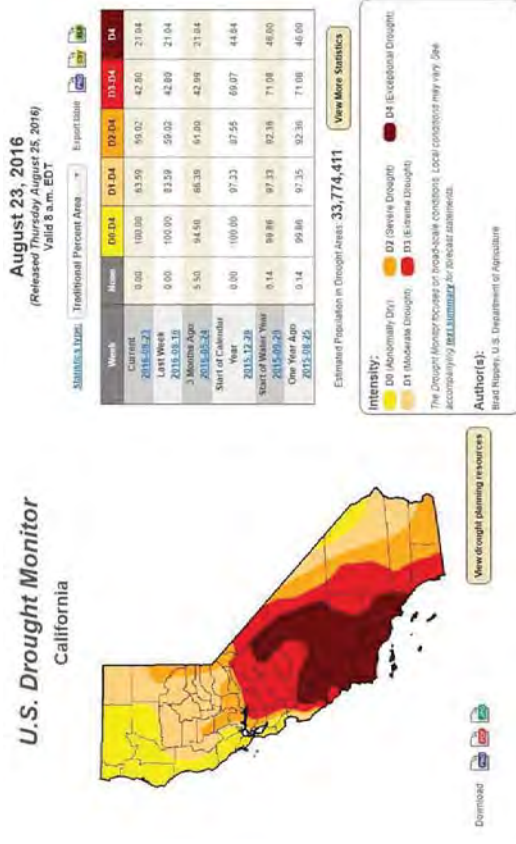 U.S. Drought Monitor
California
August 23, 2016
(Released Thursday August 25, 2016)
Valid 8 a.m. EDT
Statistics type: Traditional Percent Area Export table
Week None D0-D4 D1-D4 D2-D4 D3-D4 D4
Current 2016-08-23 0.00 100.00 83.59 59.02 42.80 21.04
Last Week 2016-08-16 0.00 100.00 83.59 59.02 42.80 21.04
3 Months Ago 2016-05-24 5.50 94.50 86.39 61.00 42.99 21.04
Start of Calendar Year 2015-12-29 0.00 100.00 97.33 87.55 69.07 44.84
Start of Water Year 2015-09-29 0.14 99.86 97.33 92.36 71.08 46.00
One Year Ago 2015-08-25 0.14 99.86 97.35 92.36 71.08 46.00
Estimated Population in Drought Areas: 33,774,411
View More Statistics
Intensity:
D0 (Abnormally Dry) D2 (Severe Drought) D4 (Exceptional Drought)
D1 (Moderate Drought) D3 (Extreme Drought)
The Drought Monitor focuses on broad-scale conditions. Local conditions may vary. See
accompanying text summary for forecast statements.
Author(s):
Brad Rippey, U.S. Department of Agriculture
Download
View drought planning resources